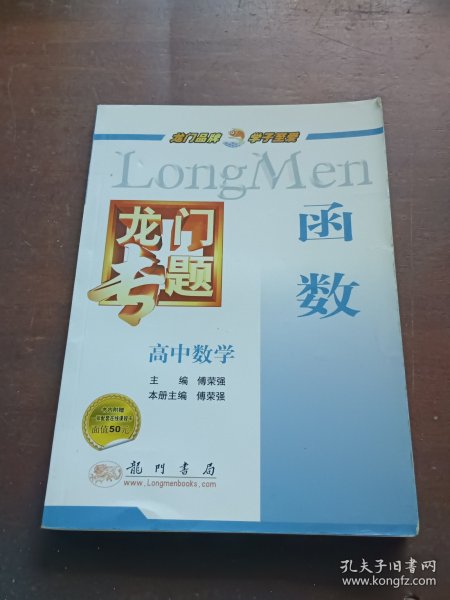 龙门品牌 学子至爱
LongMen
龙门
专题
函数
高中数学
主 编 傅荣强
本册主编 傅荣强
面值50元
龍門書局
www.Longmenbooks.com
孔夫子旧书网
www.kongfz.com